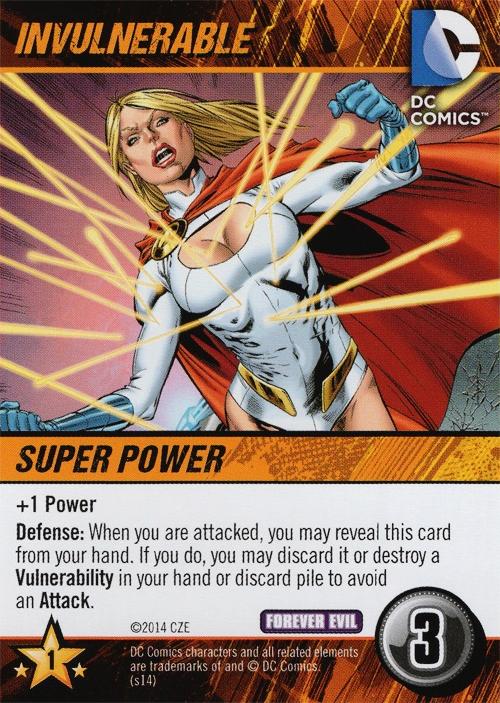 INVULNERABLE
DC
COMICS™
SUPER POWER
+1 Power
Defense: When you are attacked, you may reveal this card
from your hand. If you do, you may discard it or destroy a
Vulnerability in your hand or discard pile to avoid
an Attack.
©2014 CZE
FOREVER EVIL
1
DC Comics characters and all related elements
are trademarks of and © DC Comics.
(s14)
3